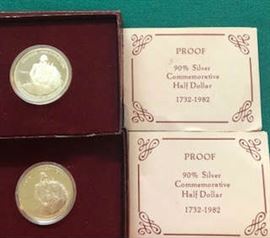 PROOF
90% Silver
Commemorative
Half Dollar
1732-1982
PROOF
90% Silver
Commemorative
Half Dollar
1732-1982